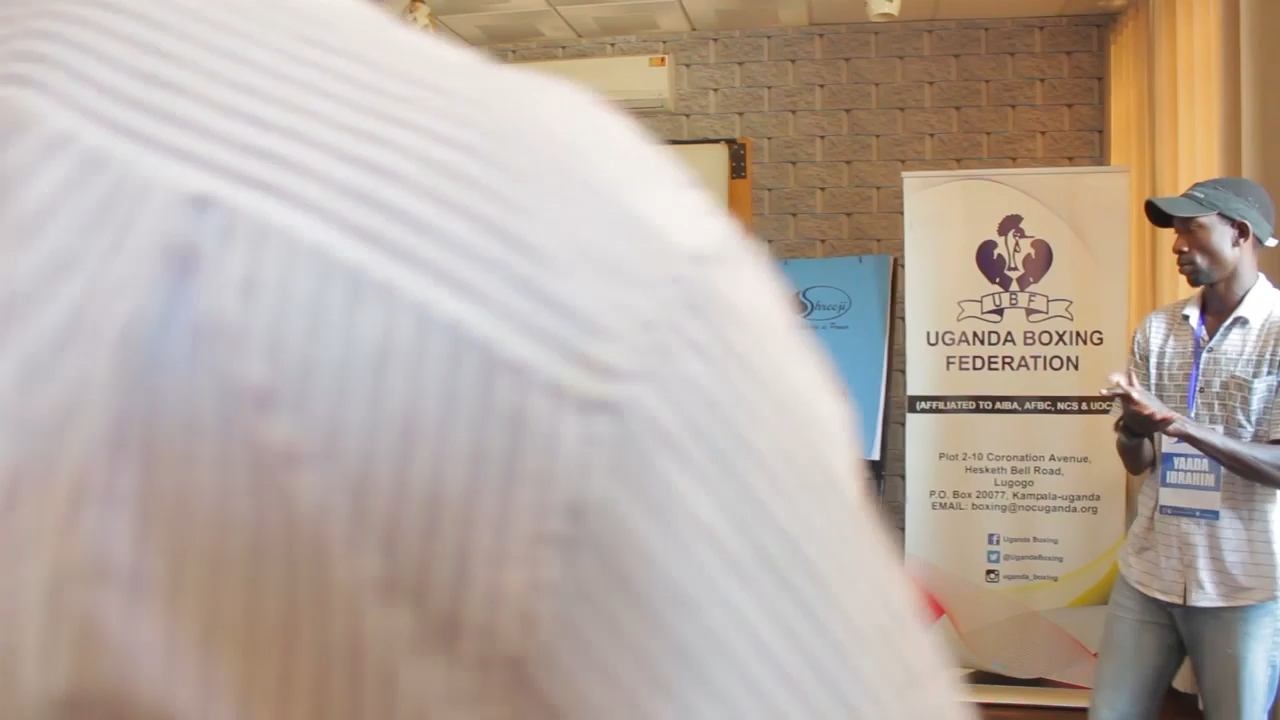 Shreeji
UBF
UGANDA BOXING
FEDERATION
(AFFILIATED TO AIBA, AFBC, NCS & UOC)
Plot 2-10 Coronation Avenue,
Hesketh Bell Road,
Lugogo
P.O. Box 20077, Kampala-uganda
EMAIL: boxing@nocuganda.org
Uganda Boxing
@UgandaBoxing
uganda_boxing
YAADA
IBRAHIM